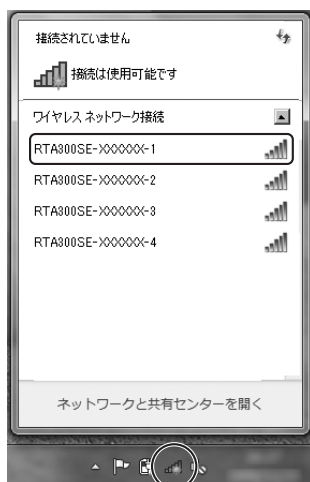 接続されていません
接続は使用可能です
ワイヤレス ネットワーク接続
RTA300SE-XXXXXX-1
RTA300SE-XXXXXX-2
RTA300SE-XXXXXX-3
RTA300SE-XXXXXX-4
ネットワークと共有センターを開く